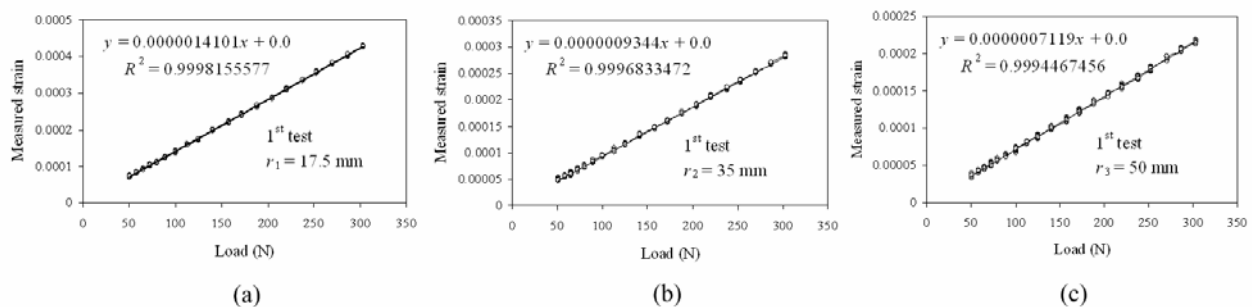 0.0005
0.0004
0.0003
0.0002
0.0001
0
Measured strain
y = 0.0000014101x + 0.0
R² = 0.9998155577
1st test
r₁ = 17.5 mm
0 50 100 150 200 250 300 350
Load (N)
(a)
0.00035
0.0003
0.00025
0.0002
0.00015
0.0001
0.00005
0
Measured strain
y = 0.0000009344x + 0.0
R² = 0.9996833472
1st test
r₂ = 35 mm
0 50 100 150 200 250 300 350
Load (N)
(b)
0.00025
0.0002
0.00015
0.0001
0.00005
0
Measured strain
y = 0.0000007119x + 0.0
R² = 0.9994467456
1st test
r₃ = 50 mm
0 50 100 150 200 250 300 350
Load (N)
(c)